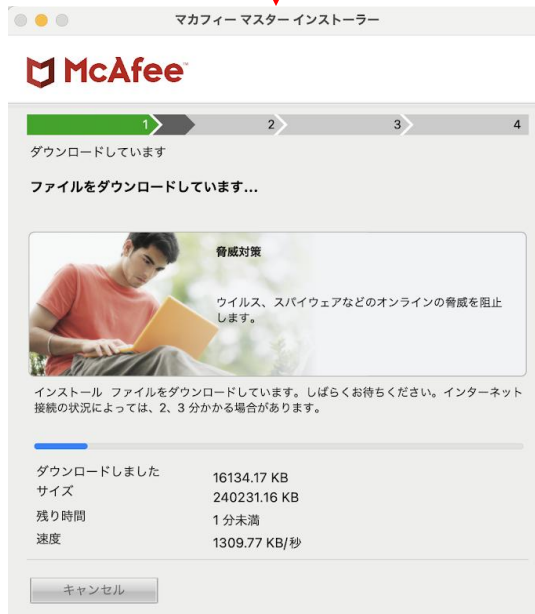 マカフィー マスター インストーラー
McAfee™
1 2 3 4
ダウンロードしています
ファイルをダウンロードしています...
脅威対策
ウイルス、スパイウェアなどのオンラインの脅威を阻止
します。
インストール ファイルをダウンロードしています。しばらくお待ちください。インターネット
接続の状況によっては、2、3 分かかる場合があります。
ダウンロードしました 16134.17 KB
サイズ 240231.16 KB
残り時間 1 分未満
速度 1309.77 KB/秒
キャンセル